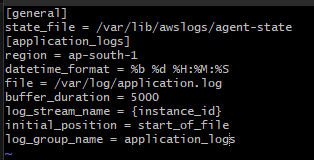 [general]
state_file = /var/lib/awslogs/agent-state
[application_logs]
region = ap-south-1
datetime_format = %b %d %H:%M:%S
file = /var/log/application.log
buffer_duration = 5000
log_stream_name = {instance_id}
initial_position = start_of_file
log_group_name = application_logs
~